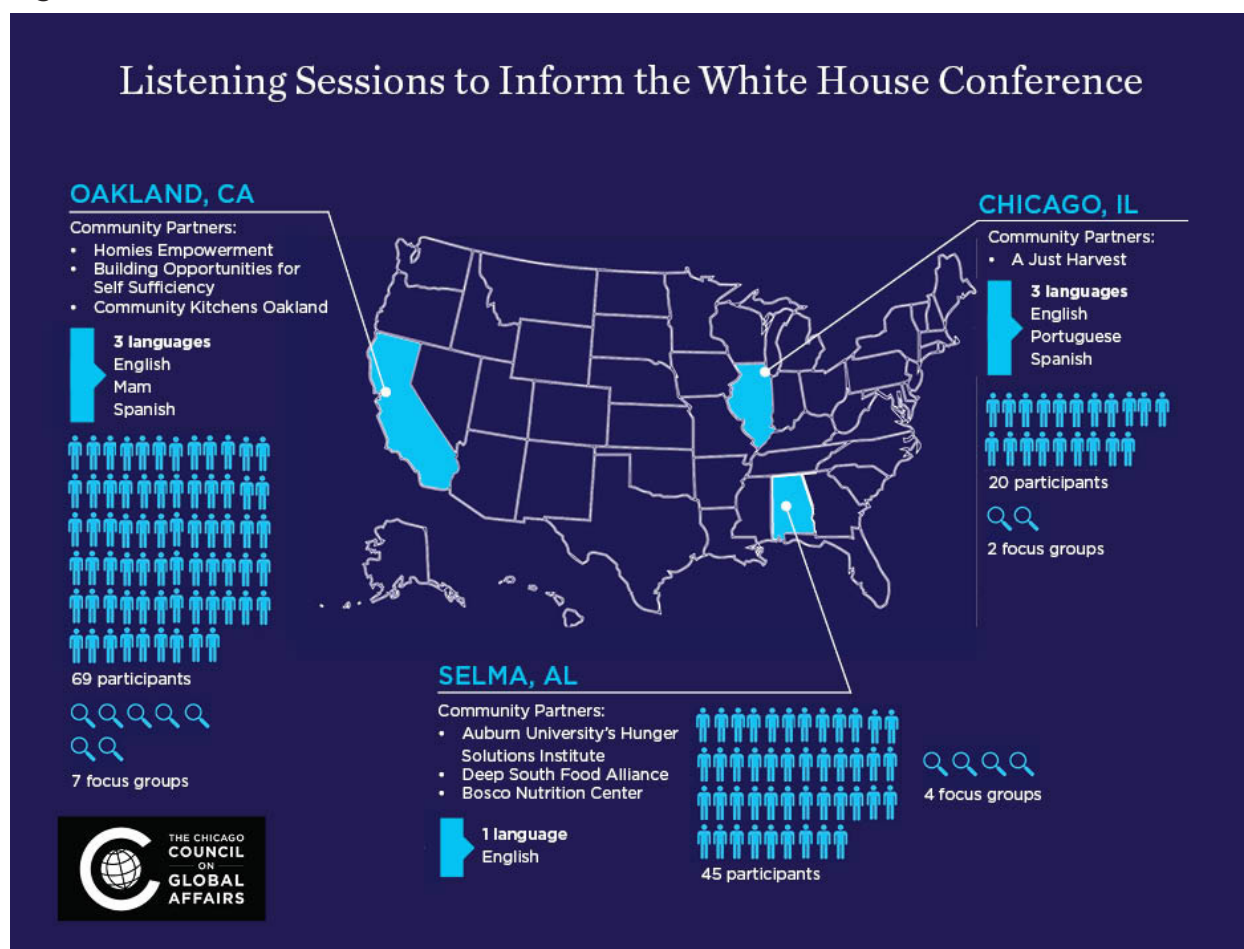 Listening Sessions to Inform the White House Conference
OAKLAND, CA
Community Partners:
• Homies Empowerment
• Building Opportunities for
Self Sufficiency
• Community Kitchens Oakland
3 languages
English
Mam
Spanish
69 participants
7 focus groups
CHICAGO, IL
Community Partners:
• A Just Harvest
3 languages
English
Portuguese
Spanish
20 participants
2 focus groups
SELMA, AL
Community Partners:
• Auburn University's Hunger
Solutions Institute
• Deep South Food Alliance
• Bosco Nutrition Center
1 language
English
45 participants
4 focus groups
THE CHICAGO
COUNCIL
ON
GLOBAL
AFFAIRS